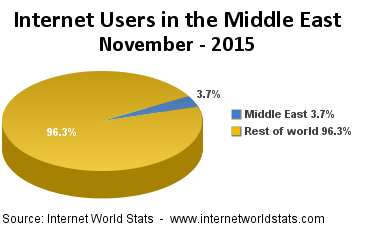 Internet Users in the Middle East
November - 2015
3.7%
96.3%
Middle East 3.7%
Rest of world 96.3%
Source: Internet World Stats - www.internetworldstats.com